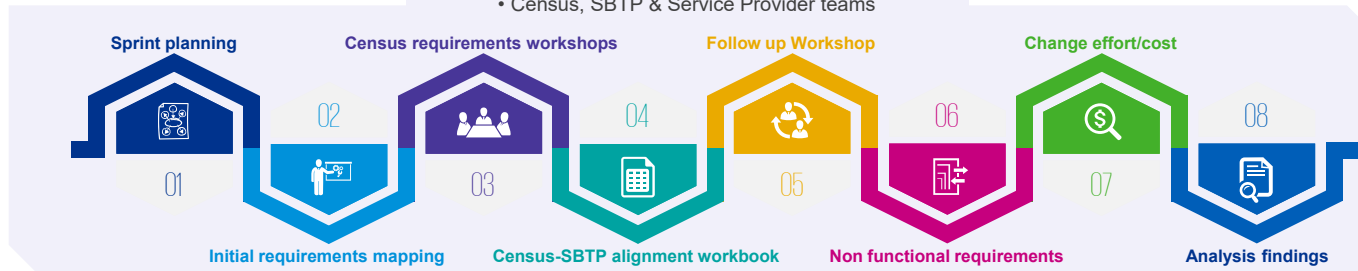 • Census, SBTP & Service Provider teams
Sprint planning
Census requirements workshops
Follow up Workshop
Change effort/cost
02
04
06
08
01
03
05
07
Initial requirements mapping
Census-SBTP alignment workbook
Non functional requirements
Analysis findings